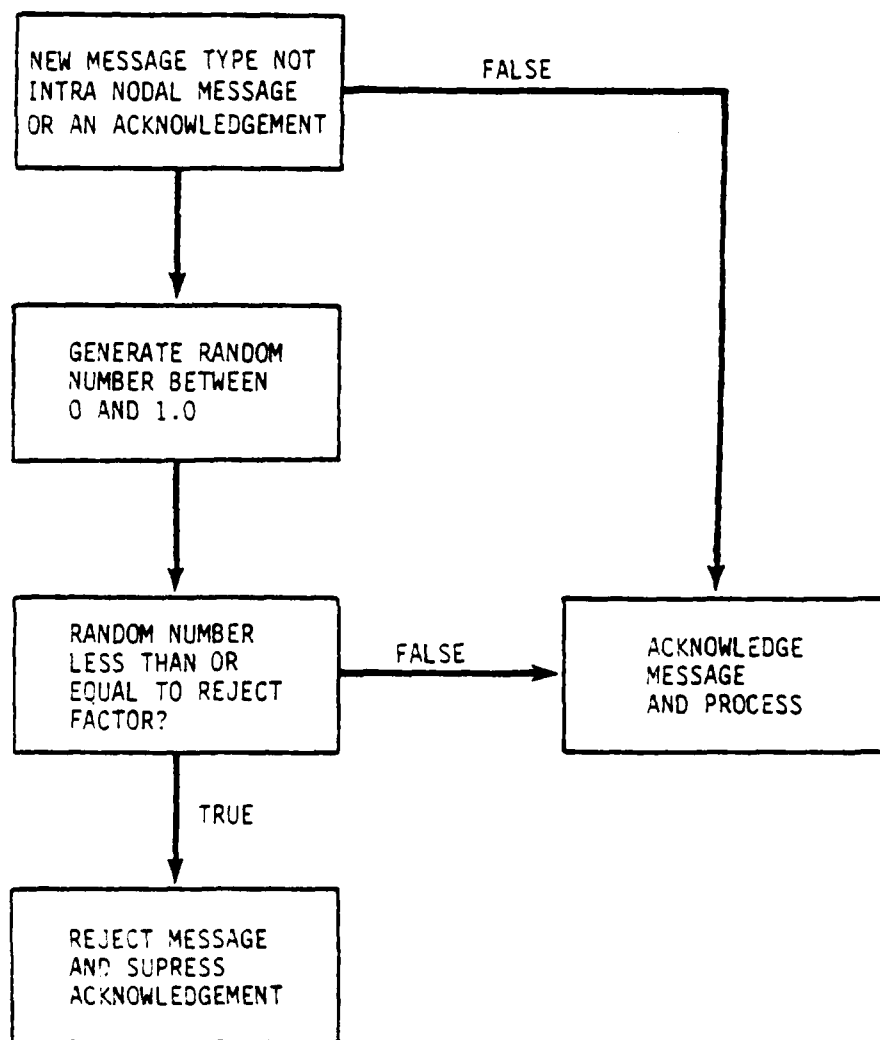 NEW MESSAGE TYPE NOT
INTRA NODAL MESSAGE
OR AN ACKNOWLEDGEMENT
FALSE
GENERATE RANDOM
NUMBER BETWEEN
0 AND 1.0
RANDOM NUMBER
LESS THAN OR
EQUAL TO REJECT
FACTOR?
FALSE
ACKNOWLEDGE
MESSAGE
AND PROCESS
TRUE
REJECT MESSAGE
AND SUPRESS
ACKNOWLEDGEMENT